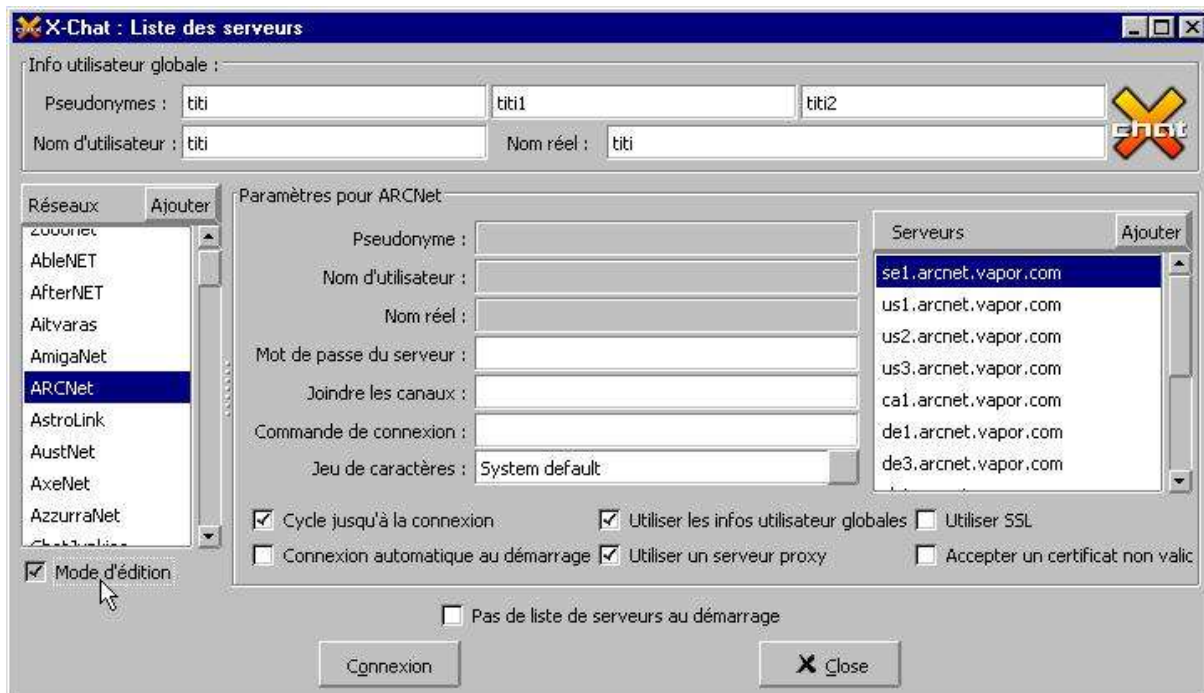 X-Chat : Liste des serveurs
Info utilisateur globale :
Pseudonymes : titi titi1 titi2
Nom d'utilisateur : titi Nom réel : titi
chat
Réseaux Ajouter
AbleNET
AfterNET
Aitvaras
AmigaNet
ARCNet
AstroLink
AustNet
AxeNet
AzzurraNet
Mode d'édition
Paramètres pour ARCNet
Pseudonyme :
Nom d'utilisateur :
Nom réel :
Mot de passe du serveur :
Joindre les canaux :
Commande de connexion :
Jeu de caractères : System default
Serveurs Ajouter
se1.arcnet.vapor.com
us1.arcnet.vapor.com
us2.arcnet.vapor.com
us3.arcnet.vapor.com
ca1.arcnet.vapor.com
de1.arcnet.vapor.com
de3.arcnet.vapor.com
Cycle jusqu'à la connexion Utiliser les infos utilisateur globales Utiliser SSL
Connexion automatique au démarrage Utiliser un serveur proxy Accepter un certificat non valic
Pas de liste de serveurs au démarrage
Connexion Close